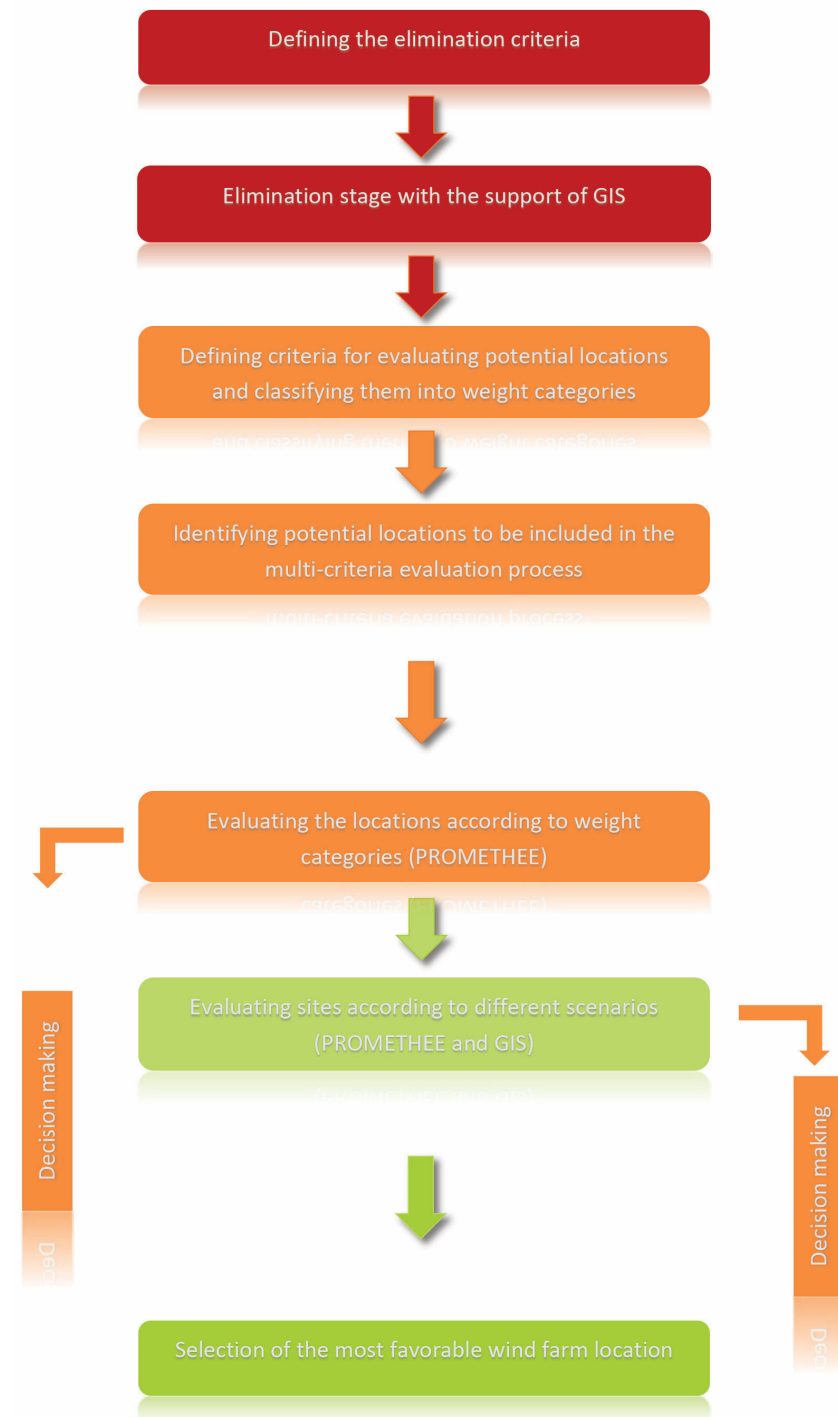 Defining the elimination criteria
Elimination stage with the support of GIS
Defining criteria for evaluating potential locations
and classifying them into weight categories
Identifying potential locations to be included in the
multi-criteria evaluation process
Evaluating the locations according to weight
categories (PROMETHEE)
Evaluating sites according to different scenarios
(PROMETHEE and GIS)
Decision making
Decision making
Selection of the most favorable wind farm location